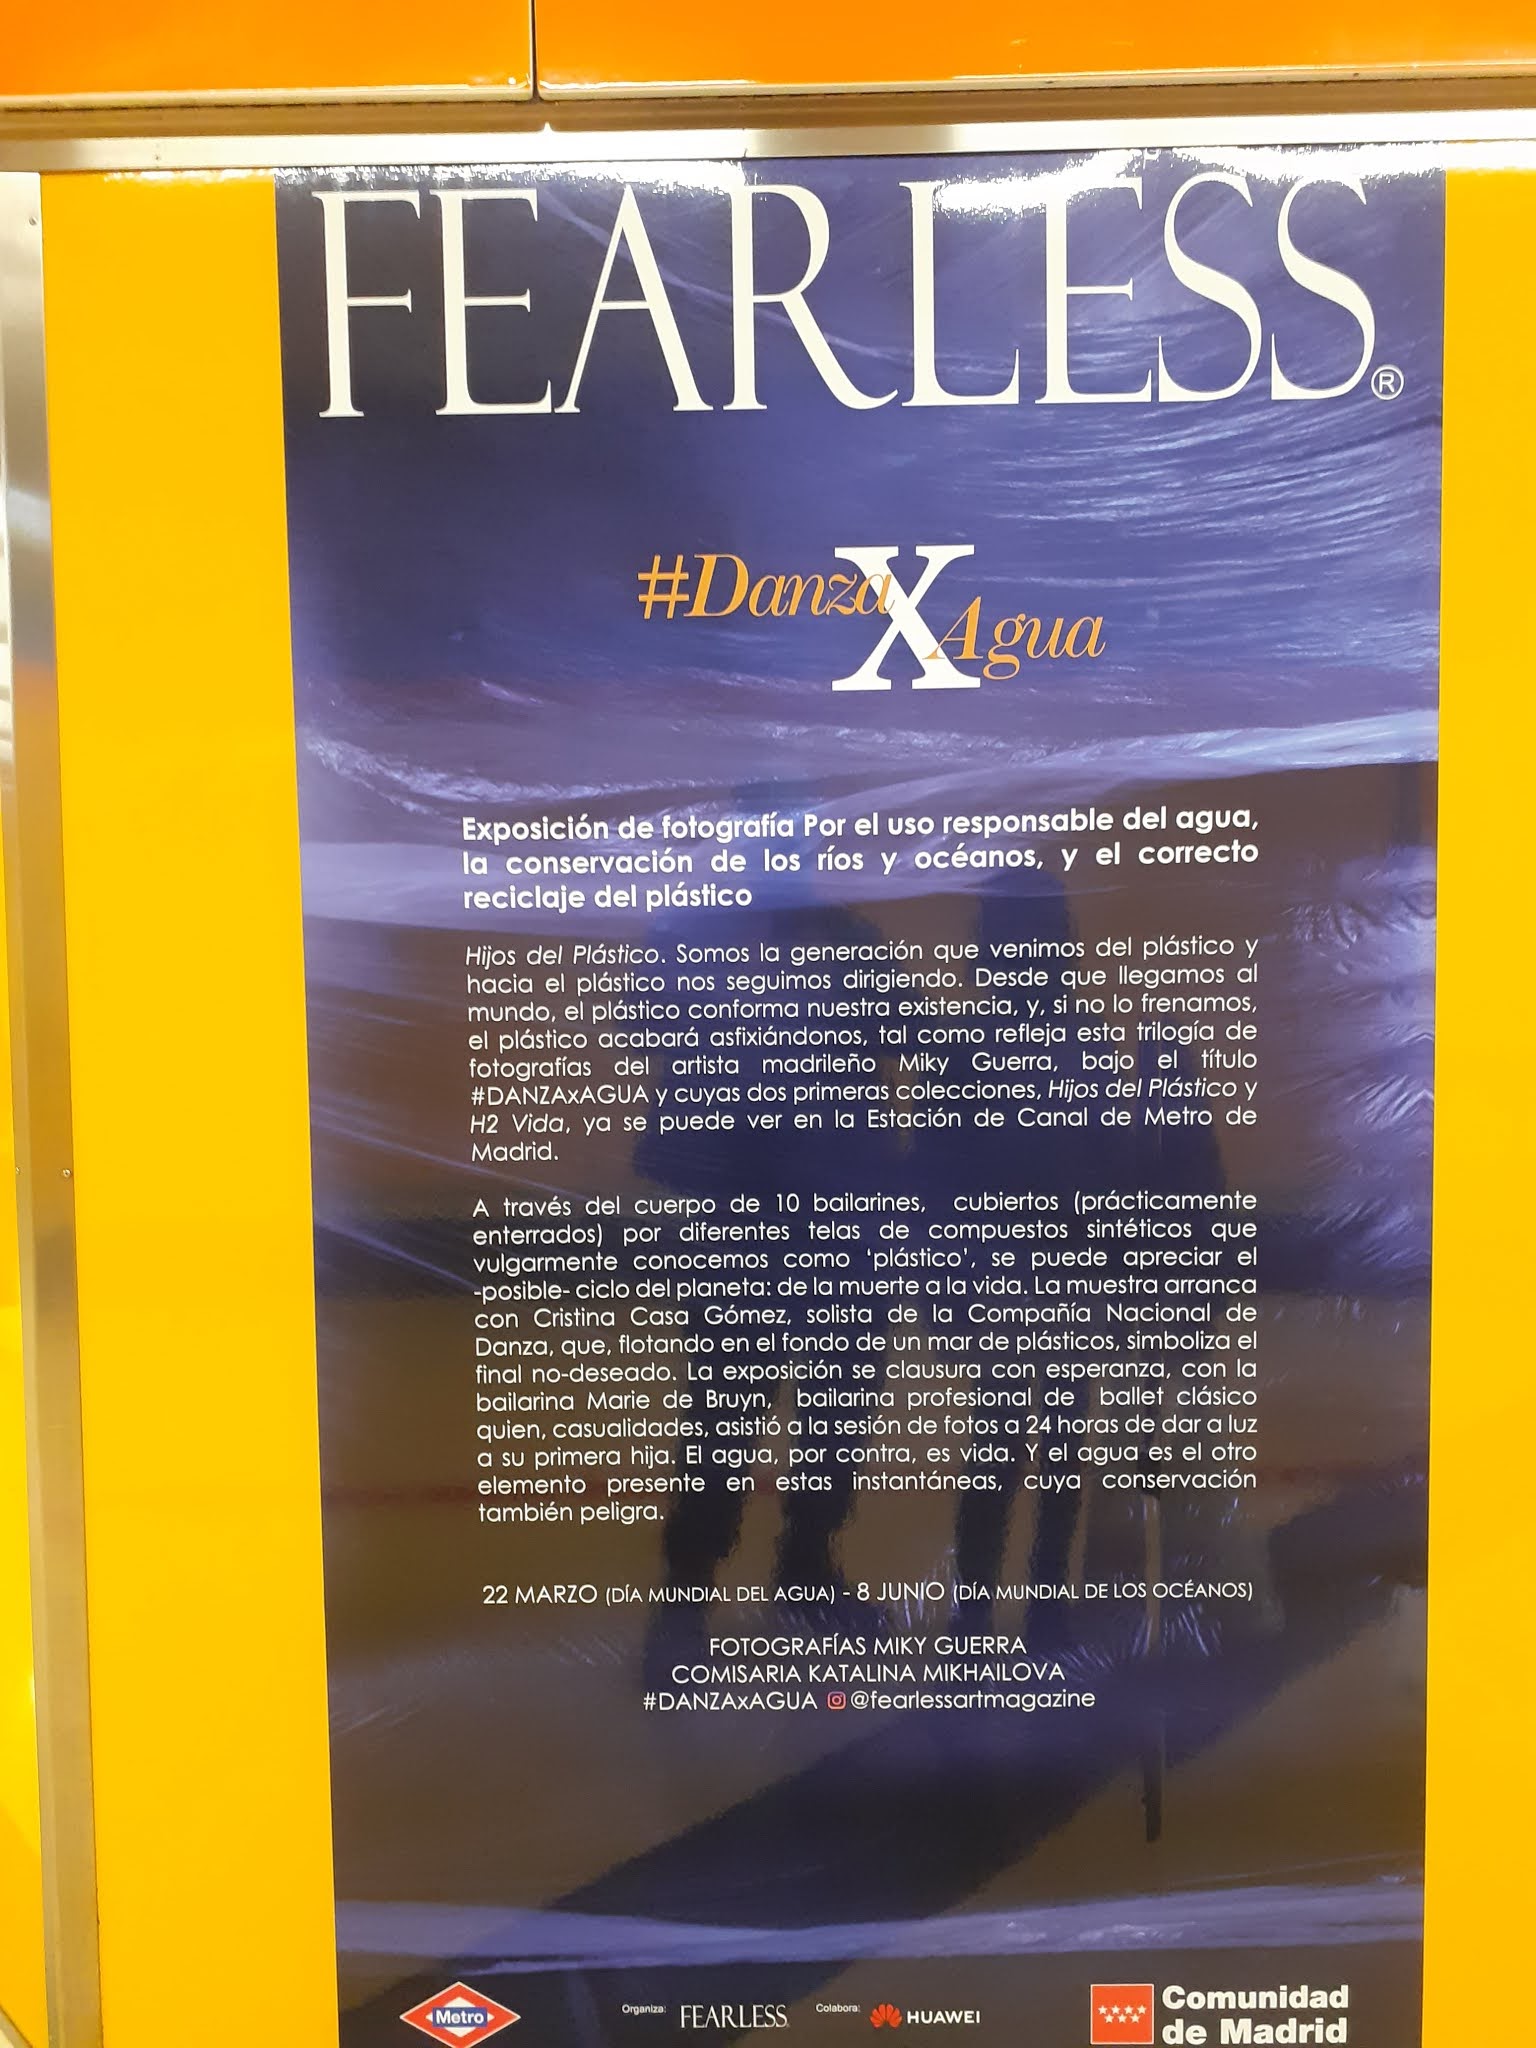 FEARLESS®
#DanzaXAgua
Exposición de fotografía Por el uso responsable del agua,
la conservación de los ríos y océanos, y el correcto
reciclaje del plástico
Hijos del Plástico. Somos la generación que venimos del plástico y
hacia el plástico nos seguimos dirigiendo. Desde que llegamos al
mundo, el plástico conforma nuestra existencia, y, si no lo frenamos,
el plástico acabará asfixiándonos, tal como refleja esta trilogía de
fotografías del artista madrileño Miky Guerra, bajo el título
#DANZAxAGUA y cuyas dos primeras colecciones, Hijos del Plástico y
H2 Vida, ya se puede ver en la Estación de Canal de Metro de
Madrid.
A través del cuerpo de 10 bailarines, cubiertos (prácticamente
enterrados) por diferentes telas de compuestos sintéticos que
vulgarmente conocemos como ‘plástico’, se puede apreciar el
-posible- ciclo del planeta: de la muerte a la vida. La muestra arranca
con Cristina Casa Gómez, solista de la Compañía Nacional de
Danza, que, flotando en el fondo de un mar de plásticos, simboliza el
final no-deseado. La exposición se clausura con esperanza, con la
bailarina Marie de Bruyn, bailarina profesional de ballet clásico
quien, casualidades, asistió a la sesión de fotos a 24 horas de dar a luz
a su primera hija. El agua, por contra, es vida. Y el agua es el otro
elemento presente en estas instantáneas, cuya conservación
también peligra.
22 MARZO (DÍA MUNDIAL DEL AGUA) - 8 JUNIO (DÍA MUNDIAL DE LOS OCÉANOS)
FOTOGRAFÍAS MIKY GUERRA
COMISARIA KATALINA MIKHAILOVA
#DANZAxAGUA @fearlessartmagazine
Metro
Organiza: FEARLESS
Colabora: HUAWEI
Comunidad
de Madrid